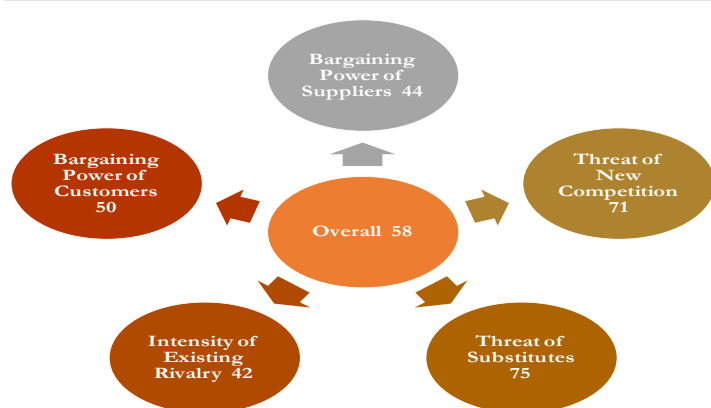 Bargaining
Power of
Suppliers 44
Bargaining
Power of
Customers
50
Threat of
New
Competition
71
Overall 58
Intensity of
Existing
Rivalry 42
Threat of
Substitutes
75